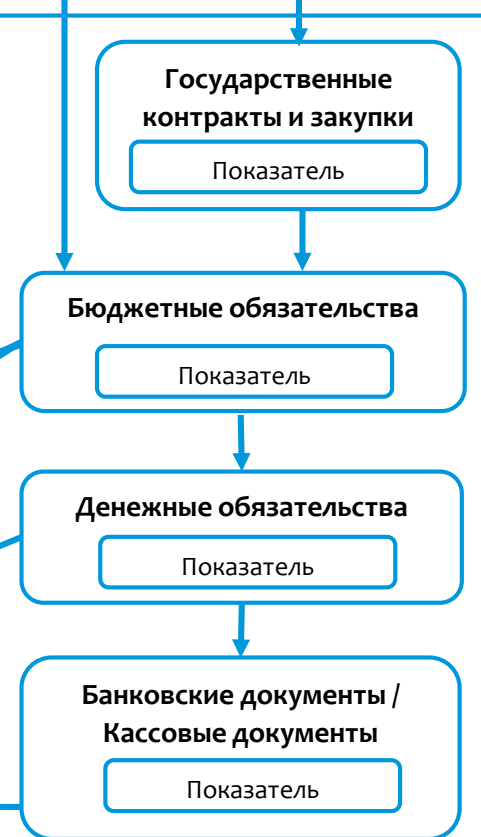 Государственные
контракты и закупки
Показатель
Бюджетные обязательства
Показатель
Денежные обязательства
Показатель
Банковские документы /
Кассовые документы
Показатель